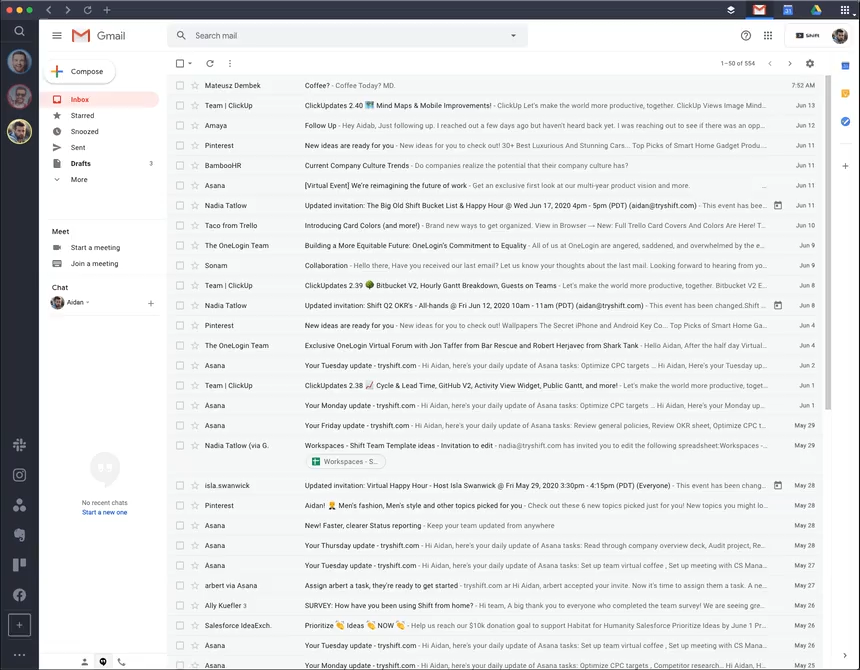 31
M Gmail
Search mail
Shift
Compose
1–50 of 554
Inbox
Starred
Snoozed
Sent
Drafts 3
More
Meet
Start a meeting
Join a meeting
Chat
Aidan
No recent chats
Start a new one
Mateusz Dembek Coffee? - Coffee Today? MD. 7:52 AM
Team | ClickUp ClickUpdates 2.40 🗺️ Mind Maps & Mobile Improvements! - ClickUp Let's make the world more productive, together. ClickUp Views Image Mind... Jun 13
Amaya Follow Up - Hey Aidab, Just following up. I reached out a few days ago but haven't heard back yet. I was reaching out to see if there was an opp... Jun 12
Pinterest New ideas are ready for you - New ideas for you to check out! 30+ Best Luxurious And Stunning Cars... Top Picks of Smart Home Gadget Produ... Jun 11
BambooHR Current Company Culture Trends - Do companies realize the potential that their company culture has? Jun 11
Asana [Virtual Event] We're reimagining the future of work - Get an exclusive first look at our multi-year product vision and more. ... Jun 11
Nadia Tatlow Updated invitation: The Big Old Shift Bucket List & Happy Hour @ Wed Jun 17, 2020 4pm - 5pm (PDT) (aidan@tryshift.com) - This event has bee... Jun 11
Taco from Trello Introducing Card Colors (and more!) - Brand new ways to get organized. View in Browser → New: Full Trello Card Covers And Colors Are Here! T... Jun 10
The OneLogin Team Building a More Equitable Future: OneLogin's Commitment to Equality - All of us at OneLogin are angered, saddened, and overwhelmed by the e... Jun 9
Sonam Collaboration - Hello there, Have you received our last email? Let us know your thoughts about the last mail. Looking forward to hearing from yo... Jun 9
Team | ClickUp ClickUpdates 2.39 🌳 Bitbucket V2, Hourly Gantt Breakdown, Guests on Teams - Let's make the world more productive, together. Bitbucket V2 E... Jun 8
Nadia Tatlow Updated invitation: Shift Q2 OKR's - All-hands @ Fri Jun 12, 2020 10am - 11am (PDT) (aidan@tryshift.com) - This event has been changed.Shift ... Jun 8
Pinterest New ideas are ready for you - New ideas for you to check out! Wallpapers The Secret iPhone and Android Key Co... Top Picks of Smart Home Ga... Jun 4
The OneLogin Team Exclusive OneLogin Virtual Forum with Jon Taffer from Bar Rescue and Robert Herjavec from Shark Tank - Hello Aidan, After the half day Virtual... Jun 4
Asana Your Tuesday update - tryshift.com - Hi Aidan, here's your daily update of Asana tasks: Optimize CPC targets ... Hi Aidan, Here's your Tuesday up... Jun 2
Team | ClickUp ClickUpdates 2.38 📈 Cycle & Lead Time, GitHub V2, Activity View Widget, Public Gantt, and more! - Let's make the world more productive, toget... Jun 1
Asana Your Monday update - tryshift.com - Hi Aidan, here's your daily update of Asana tasks: Optimize CPC targets ... Hi Aidan, Here's your Monday up... Jun 1
Asana Your Friday update - tryshift.com - Hi Aidan, here's your daily update of Asana tasks: Review general policies, Review OKR sheet, Optimize CPC t... May 29
Nadia Tatlow (via G. Workspaces - Shift Team Template ideas - Invitation to edit - nadia@tryshift.com has invited you to edit the following spreadsheet:Workspaces -... May 29
Workspaces - S...
isla.swanwick Updated invitation: Virtual Happy Hour - Host Isla Swanwick @ Fri May 29, 2020 3:30pm - 4:15pm (PDT) (Everyone) - This event has been chang... May 28
Pinterest Aidan! Men's fashion, Men's style and other topics picked for you - Check out these 6 new topics picked just for you! New topics you might lo... May 28
Asana New! Faster, clearer Status reporting - Keep your team updated from anywhere May 28
Asana Your Thursday update - tryshift.com - Hi Aidan, here's your daily update of Asana tasks: Read through company overview deck, Audit project, Re... May 28
Asana Your Tuesday update - tryshift.com - Hi Aidan, here's your daily update of Asana tasks: Set up team virtual coffee , Set up meeting with CS Mana... May 27
arbert via Asana Assign arbert a task, they're ready to get started - tryshift.com ar Hi Aidan, arbert accepted your invite. Now it's time to assign them a task. A ne... May 27
Ally Kuefler 3 SURVEY: How have you been using Shift from home? - Hi team, A big thank you to everyone who completed the team survey! We are seeing gre... May 26
Salesforce IdeaExch. Prioritize 👏 Ideas 👏 NOW 👏 - Help us reach our $10k donation goal to support Habitat for Humanity Salesforce Prioritize Ideas by June 1 Pr... May 26
Asana Your Tuesday update - tryshift.com - Hi Aidan, here's your daily update of Asana tasks: Set up team virtual coffee , Set up meeting with CS Mana... May 26
Asana Your Monday update - tryshift.com - Hi Aidan, here's your daily update of Asana tasks: Optimize CPC targets , Competitor research... Hi Aidan, H... May 25